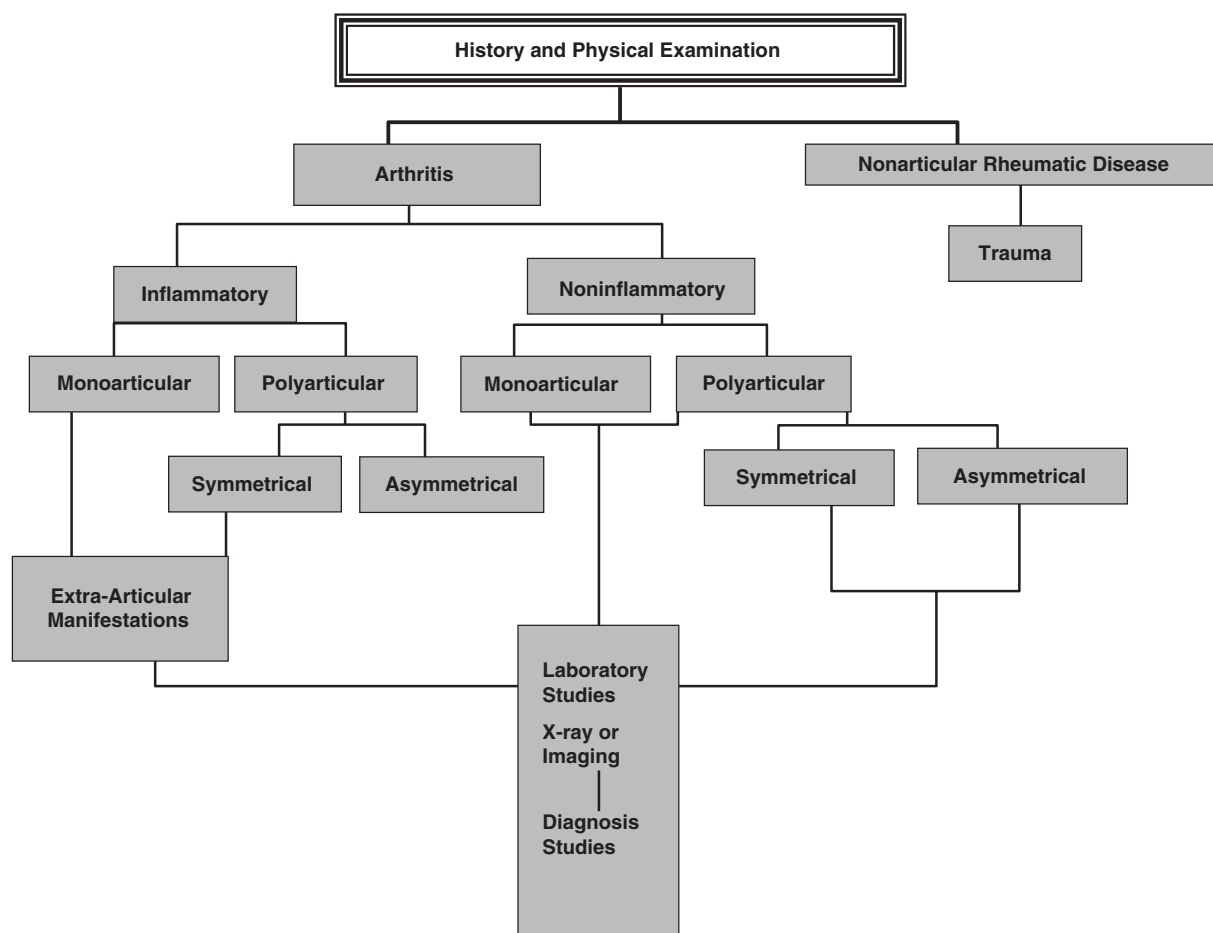 History and Physical Examination
Arthritis
Nonarticular Rheumatic Disease
Trauma
Inflammatory
Noninflammatory
Monoarticular
Polyarticular
Monoarticular
Polyarticular
Symmetrical
Asymmetrical
Symmetrical
Asymmetrical
Extra-Articular
Manifestations
Laboratory
Studies
X-ray or
Imaging
Diagnosis
Studies